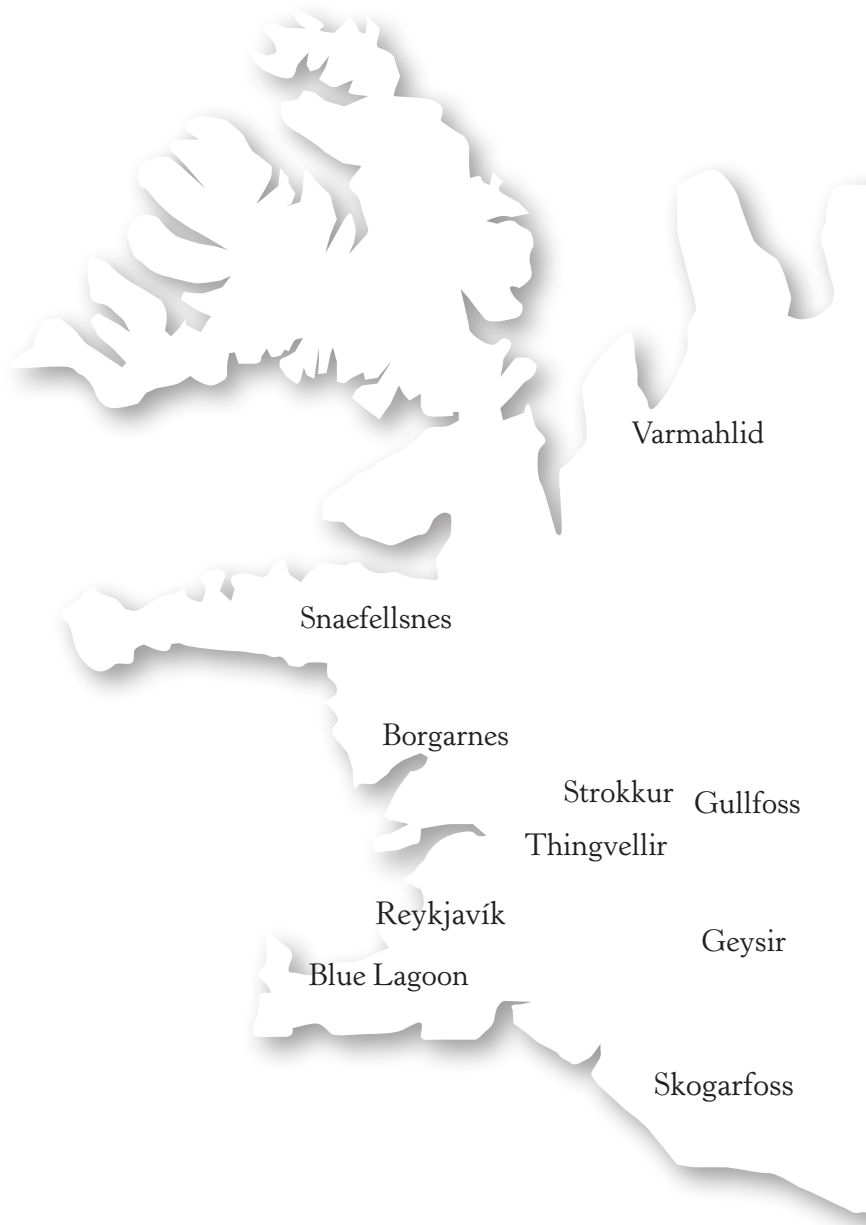 Varmahlid
Snaefellsnes
Borgarnes
Strokkur
Gullfoss
Thingvellir
Reykjavík
Geysir
Blue Lagoon
Skogarfoss